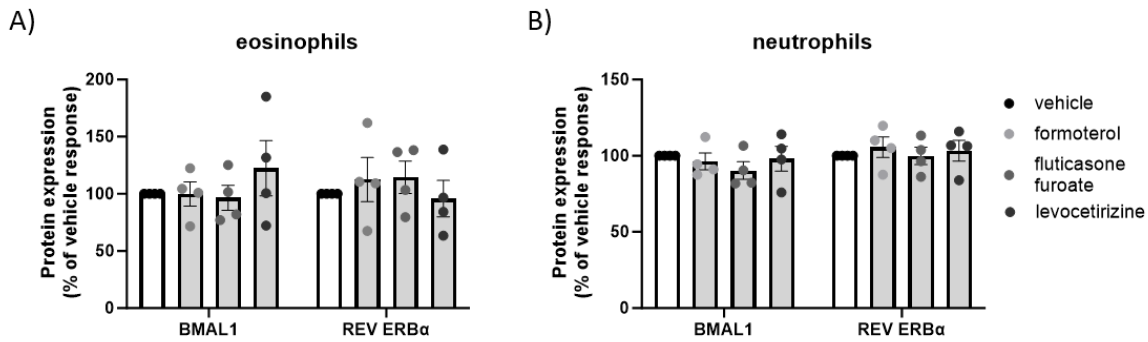 A)
eosinophils
Protein expression
(% of vehicle response)
200
150
100
50
0
BMAL1
REV ERBα
B)
neutrophils
Protein expression
(% of vehicle response)
150
100
50
0
BMAL1
REV ERBα
vehicle
formoterol
fluticasone
furoate
levocetirizine